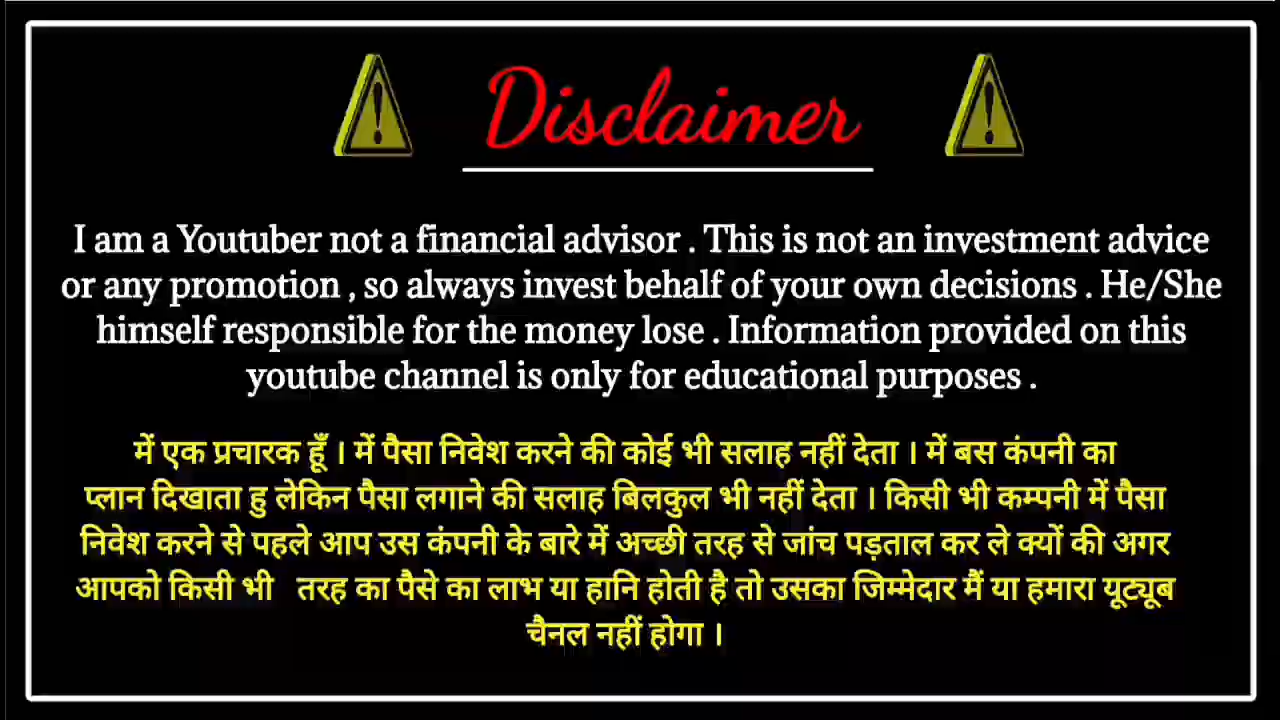 Disclaimer
I am a Youtuber not a financial advisor . This is not an investment advice
or any promotion , so always invest behalf of your own decisions . He/She
himself responsible for the money lose . Information provided on this
youtube channel is only for educational purposes .
में एक प्रचारक हूँ । में पैसा निवेश करने की कोई भी सलाह नहीं देता । में बस कंपनी का
प्लान दिखाता हु लेकिन पैसा लगाने की सलाह बिलकुल भी नहीं देता । किसी भी कम्पनी में पैसा
निवेश करने से पहले आप उस कंपनी के बारे में अच्छी तरह से जांच पड़ताल कर ले क्यों की अगर
आपको किसी भी तरह का पैसे का लाभ या हानि होती है तो उसका जिम्मेदार मैं या हमारा यूट्यूब
चैनल नहीं होगा ।